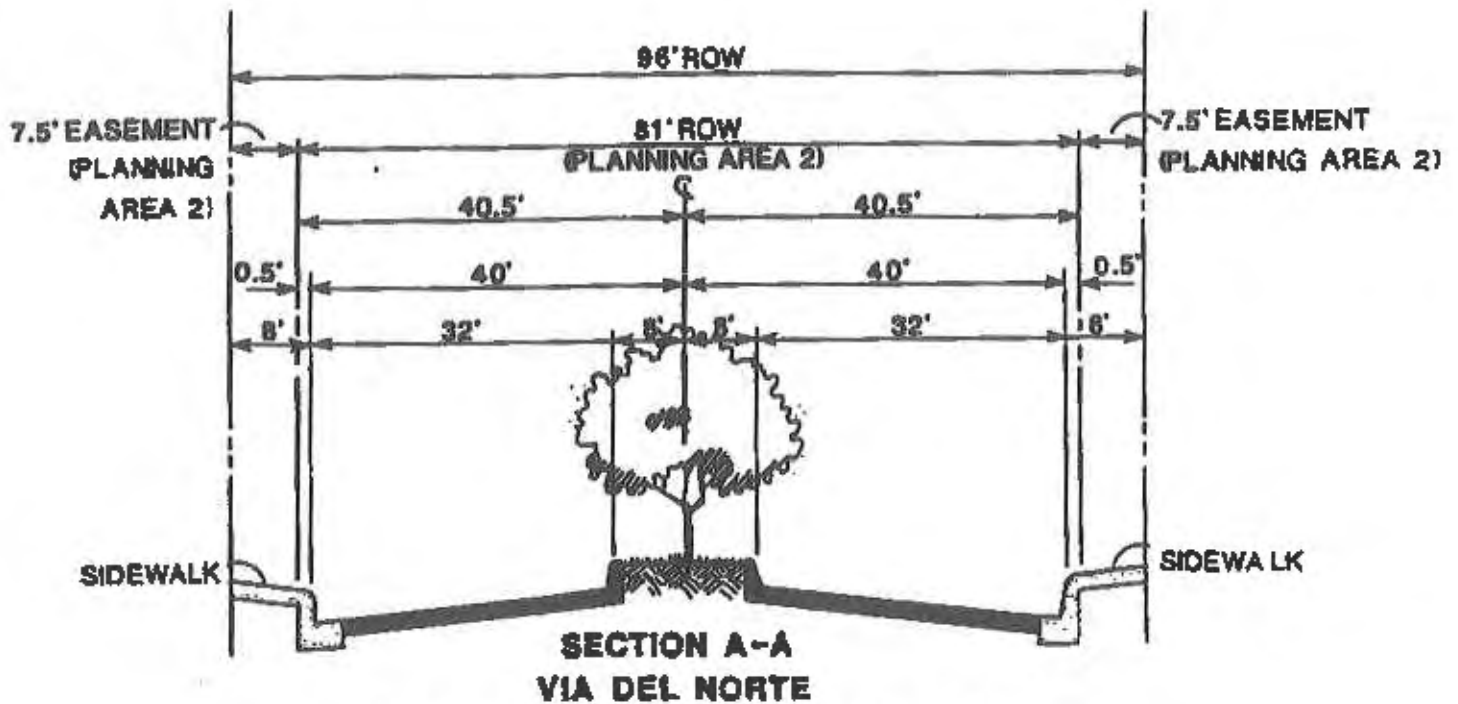 96' ROW
7.5' EASEMENT
(PLANNING
AREA 2)
81' ROW
(PLANNING AREA 2)
7.5' EASEMENT
(PLANNING AREA 2)
℄
40.5' 40.5'
0.5' 40' 40' 0.5'
8' 32' 8' 8' 32' 8'
SIDEWALK
SIDEWALK
SECTION A-A
VIA DEL NORTE